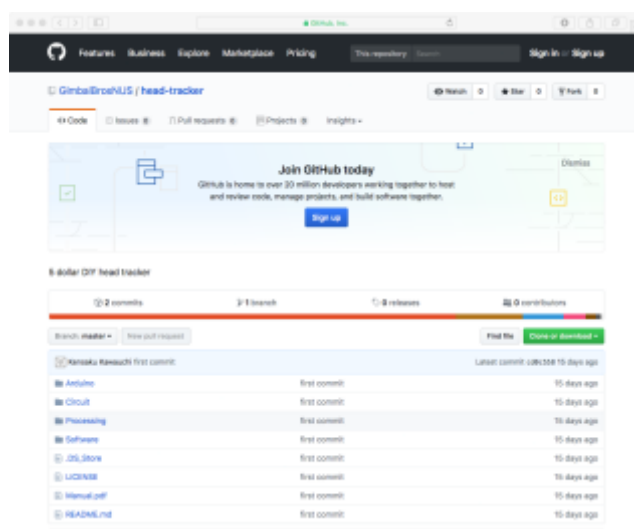 GitHub, Inc.
Features Business Explore Marketplace Pricing This repository Search Sign in or Sign up
GimbalBrosNUS / head-tracker Watch 0 Star 0 Fork 0
Code Issues 0 Pull requests 0 Projects 0 Insights
Join GitHub today
Dismiss
GitHub is home to over 20 million developers working together to host
and review code, manage projects, and build software together.
Sign up
5 dollar DIY head tracker
2 commits 1 branch 0 releases 0 contributors
Branch: master New pull request Find file Clone or download
Kensaku Kawauchi first commit Latest commit 15 days ago
Arduino first commit 15 days ago
Circuit first commit 15 days ago
Processing first commit 15 days ago
Software first commit 15 days ago
.DS_Store first commit 15 days ago
LICENSE first commit 15 days ago
Manual.pdf first commit 15 days ago
README.md first commit 15 days ago